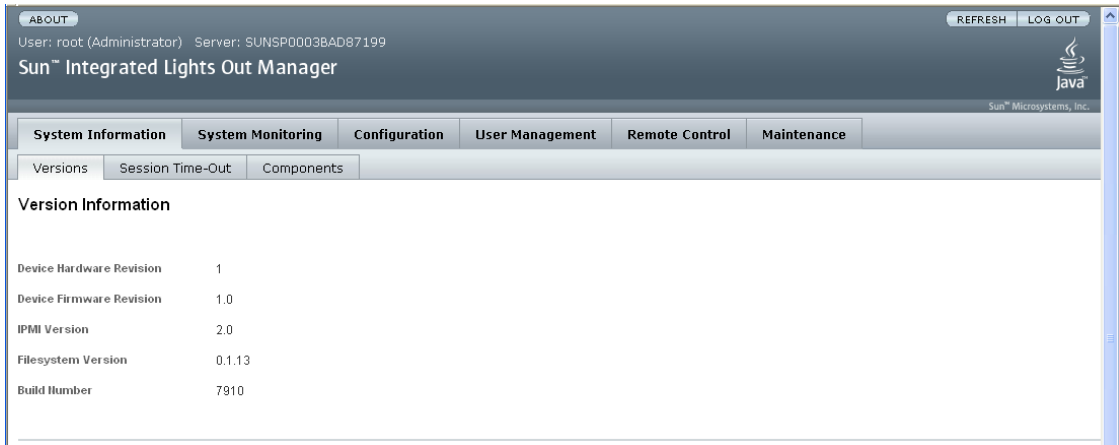 ABOUT
REFRESH LOG OUT
User: root (Administrator) Server: SUNSP0003BAD87199
Sun™ Integrated Lights Out Manager
Java™
Sun™ Microsystems, Inc.
System Information System Monitoring Configuration User Management Remote Control Maintenance
Versions Session Time-Out Components
Version Information
Device Hardware Revision 1
Device Firmware Revision 1.0
IPMI Version 2.0
Filesystem Version 0.1.13
Build Number 7910